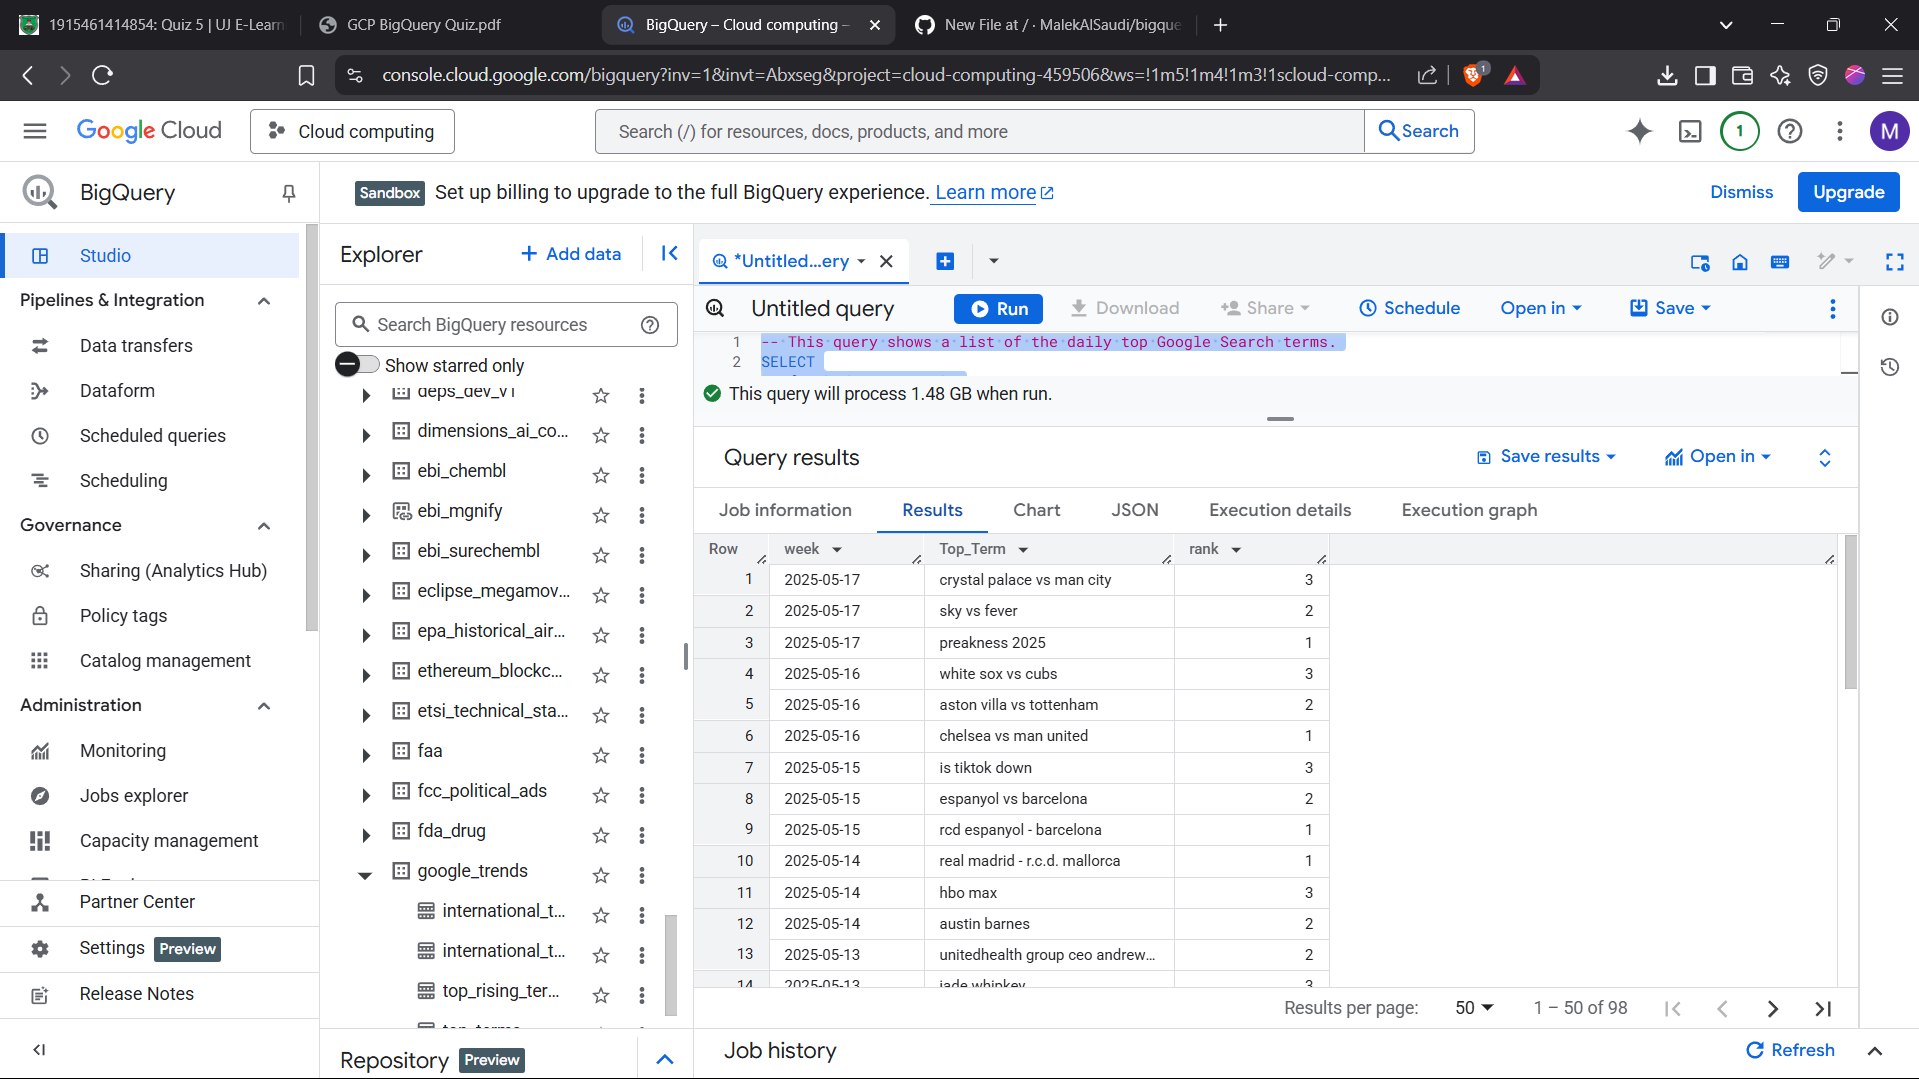 1915461414854: Quiz 5 | UJ E-Learn
GCP BigQuery Quiz.pdf
BigQuery – Cloud computing –
New File at / · MalekAlSaudi/bigque
console.cloud.google.com/bigquery?inv=1&invt=Abxseg&project=cloud-computing-459506&ws=!1m5!1m4!1m3!1scloud-comp...
1
Google Cloud
Cloud computing
Search (/) for resources, docs, products, and more
Search
1
M
BigQuery
Sandbox Set up billing to upgrade to the full BigQuery experience. Learn more
Dismiss
Upgrade
Studio
Pipelines & Integration
Data transfers
Dataform
Scheduled queries
Scheduling
Governance
Sharing (Analytics Hub)
Policy tags
Catalog management
Administration
Monitoring
Jobs explorer
Capacity management
Partner Center
Settings Preview
Release Notes
Explorer
+ Add data
Search BigQuery resources
Show starred only
deps_dev_v1
dimensions_ai_co...
ebi_chembl
ebi_mgnify
ebi_surechembl
eclipse_megamov...
epa_historical_air...
ethereum_blockc...
etsi_technical_sta...
faa
fcc_political_ads
fda_drug
google_trends
international_t...
international_t...
top_rising_ter...
Repository Preview
*Untitled...ery
Untitled query
Run
Download
Share
Schedule
Open in
Save
1 -- This query shows a list of the daily top Google Search terms.
2 SELECT
This query will process 1.48 GB when run.
Query results
Save results
Open in
Job information Results Chart JSON Execution details Execution graph
Row week Top_Term rank
1 2025-05-17 crystal palace vs man city 3
2 2025-05-17 sky vs fever 2
3 2025-05-17 preakness 2025 1
4 2025-05-16 white sox vs cubs 3
5 2025-05-16 aston villa vs tottenham 2
6 2025-05-16 chelsea vs man united 1
7 2025-05-15 is tiktok down 3
8 2025-05-15 espanyol vs barcelona 2
9 2025-05-15 rcd espanyol - barcelona 1
10 2025-05-14 real madrid - r.c.d. mallorca 1
11 2025-05-14 hbo max 3
12 2025-05-14 austin barnes 2
13 2025-05-13 unitedhealth group ceo andrew... 2
14 2025-05-13 jade whipkey 3
Results per page: 50 1 – 50 of 98
Job history
Refresh